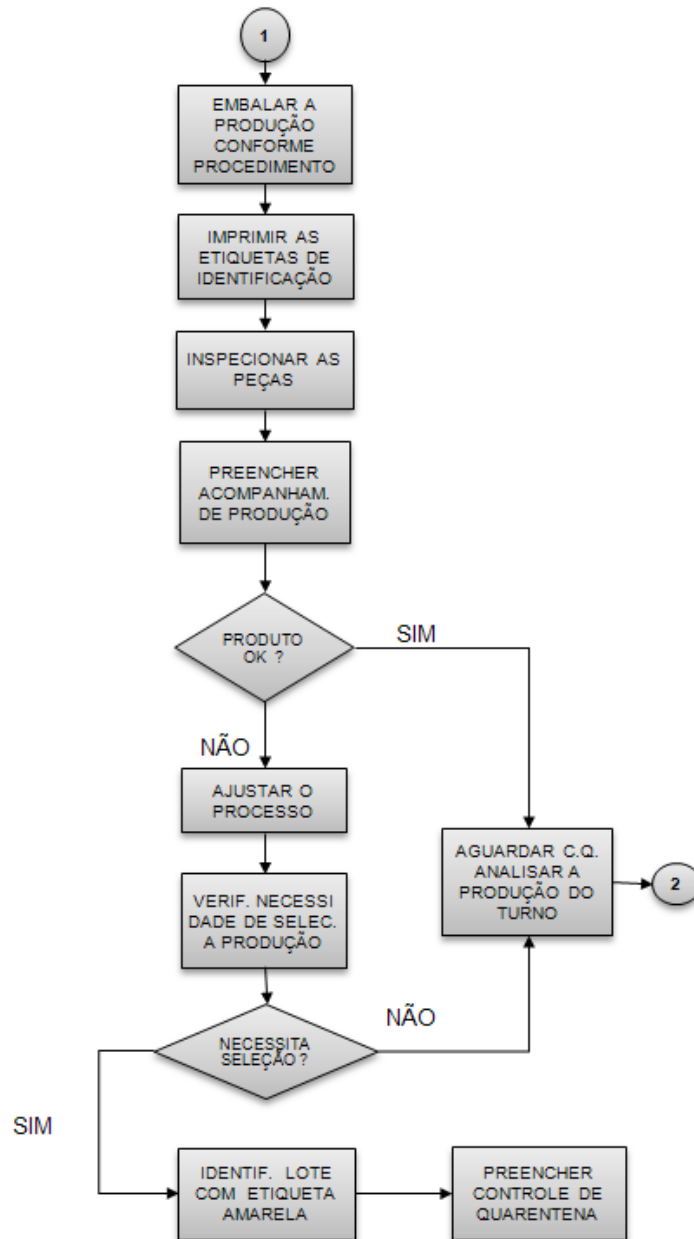 1
EMBALAR A
PRODUÇÃO
CONFORME
PROCEDIMENTO
IMPRIMIR AS
ETIQUETAS DE
IDENTIFICAÇÃO
INSPECIONAR AS
PEÇAS
PREENCHER
ACOMPANHAM.
DE PRODUÇÃO
PRODUTO
OK ?
SIM
NÃO
AJUSTAR O
PROCESSO
VERIF. NECESSI
DADE DE SELEC.
A PRODUÇÃO
AGUARDAR C.Q.
ANALISAR A
PRODUÇÃO DO
TURNO
2
NECESSITA
SELEÇÃO ?
NÃO
SIM
IDENTIF. LOTE
COM ETIQUETA
AMARELA
PREENCHER
CONTROLE DE
QUARENTENA